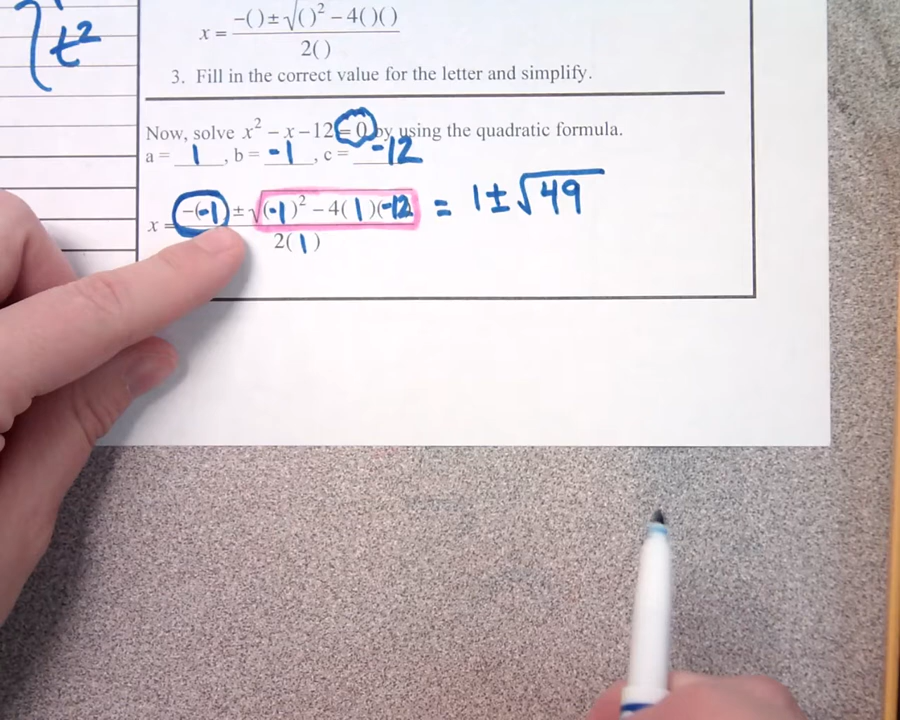 t²
x = −( ) ± √( )² − 4( )( ) / 2( )
3. Fill in the correct value for the letter and simplify.
Now, solve x² − x − 12 = 0 by using the quadratic formula.
a = 1, b = -1, c = -12
x = −(-1) ± √(-1)² − 4(1)(-12) / 2(1) = 1 ± √49